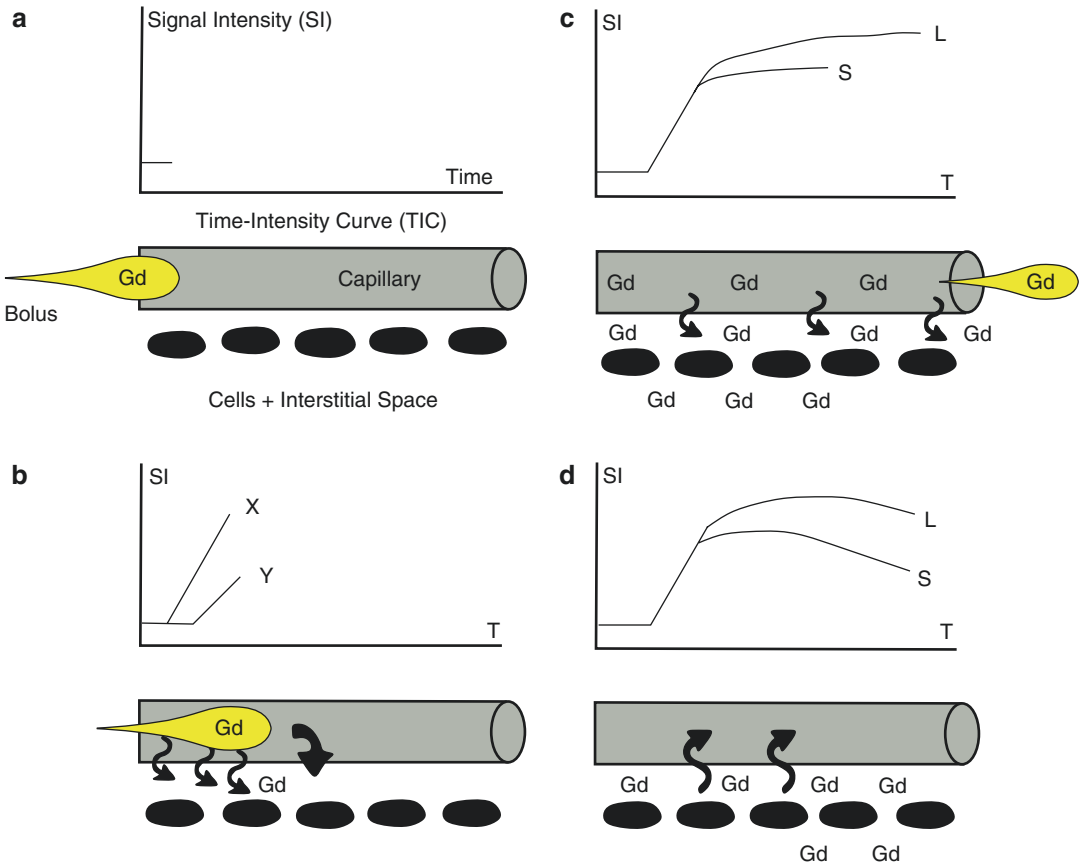 a
Signal Intensity (SI)
Time
Time-Intensity Curve (TIC)
Gd
Capillary
Bolus
Cells + Interstitial Space
b
SI
X
Y
T
Gd
Gd
c
SI
L
S
T
Gd Gd Gd Gd
Gd Gd Gd Gd
Gd Gd Gd
d
SI
L
S
T
Gd Gd Gd Gd
Gd Gd